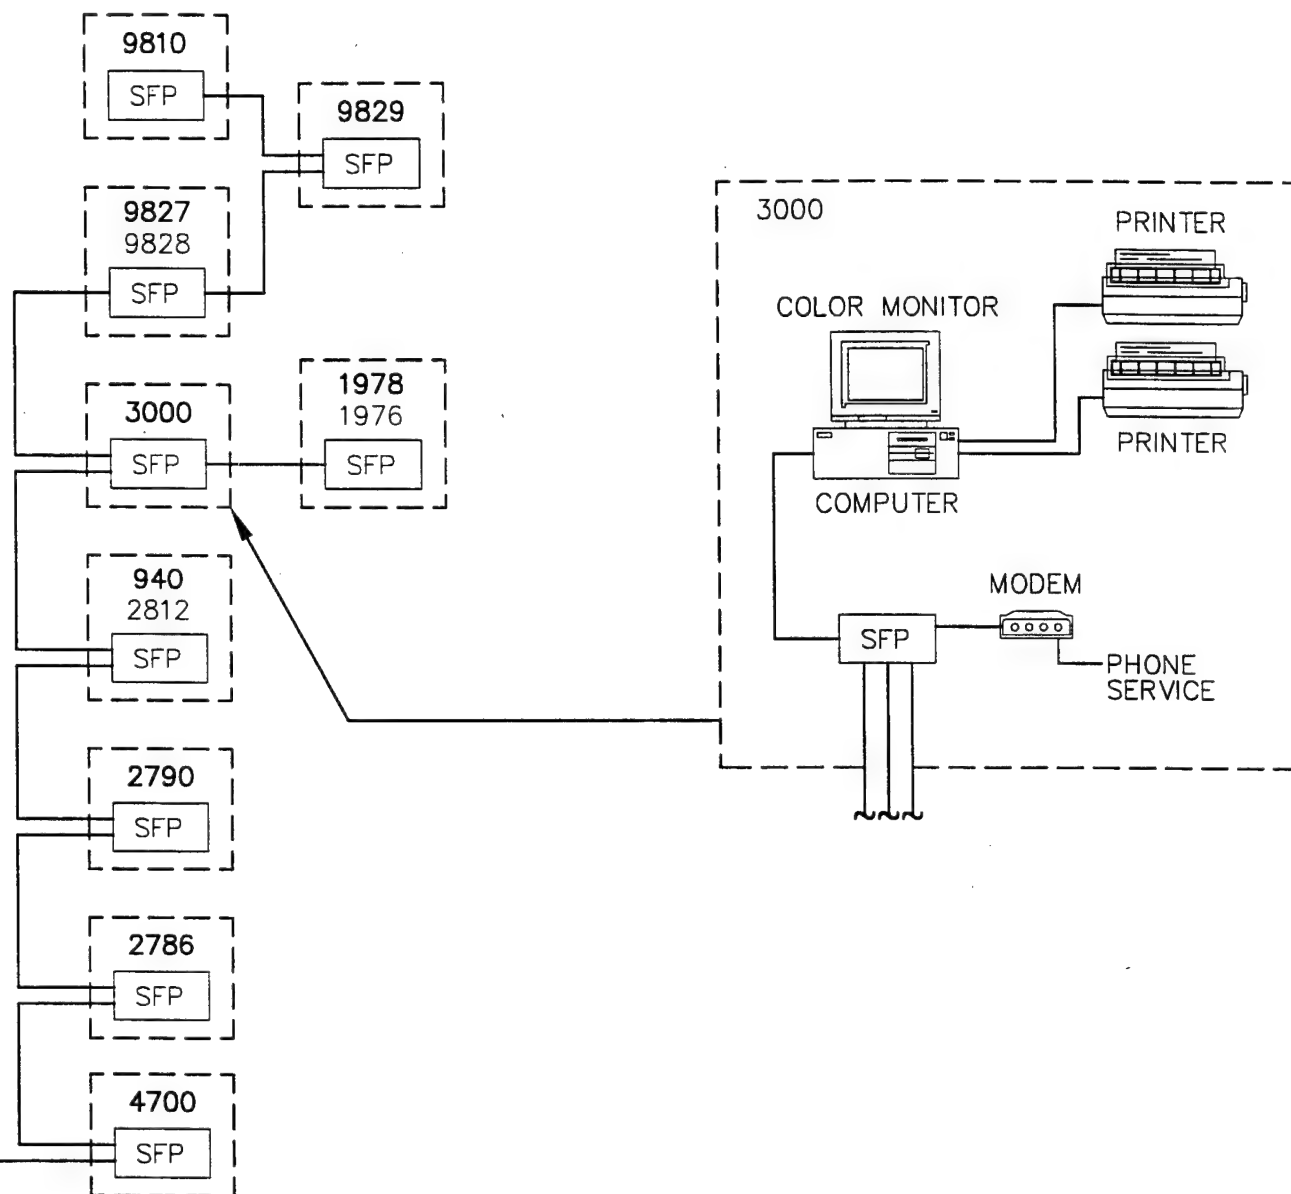 9810
SFP
9829
SFP
9827
9828
SFP
3000
SFP
1978
1976
SFP
940
2812
SFP
2790
SFP
2786
SFP
4700
SFP
3000
PRINTER
COLOR MONITOR
PRINTER
COMPUTER
MODEM
SFP
PHONE
SERVICE